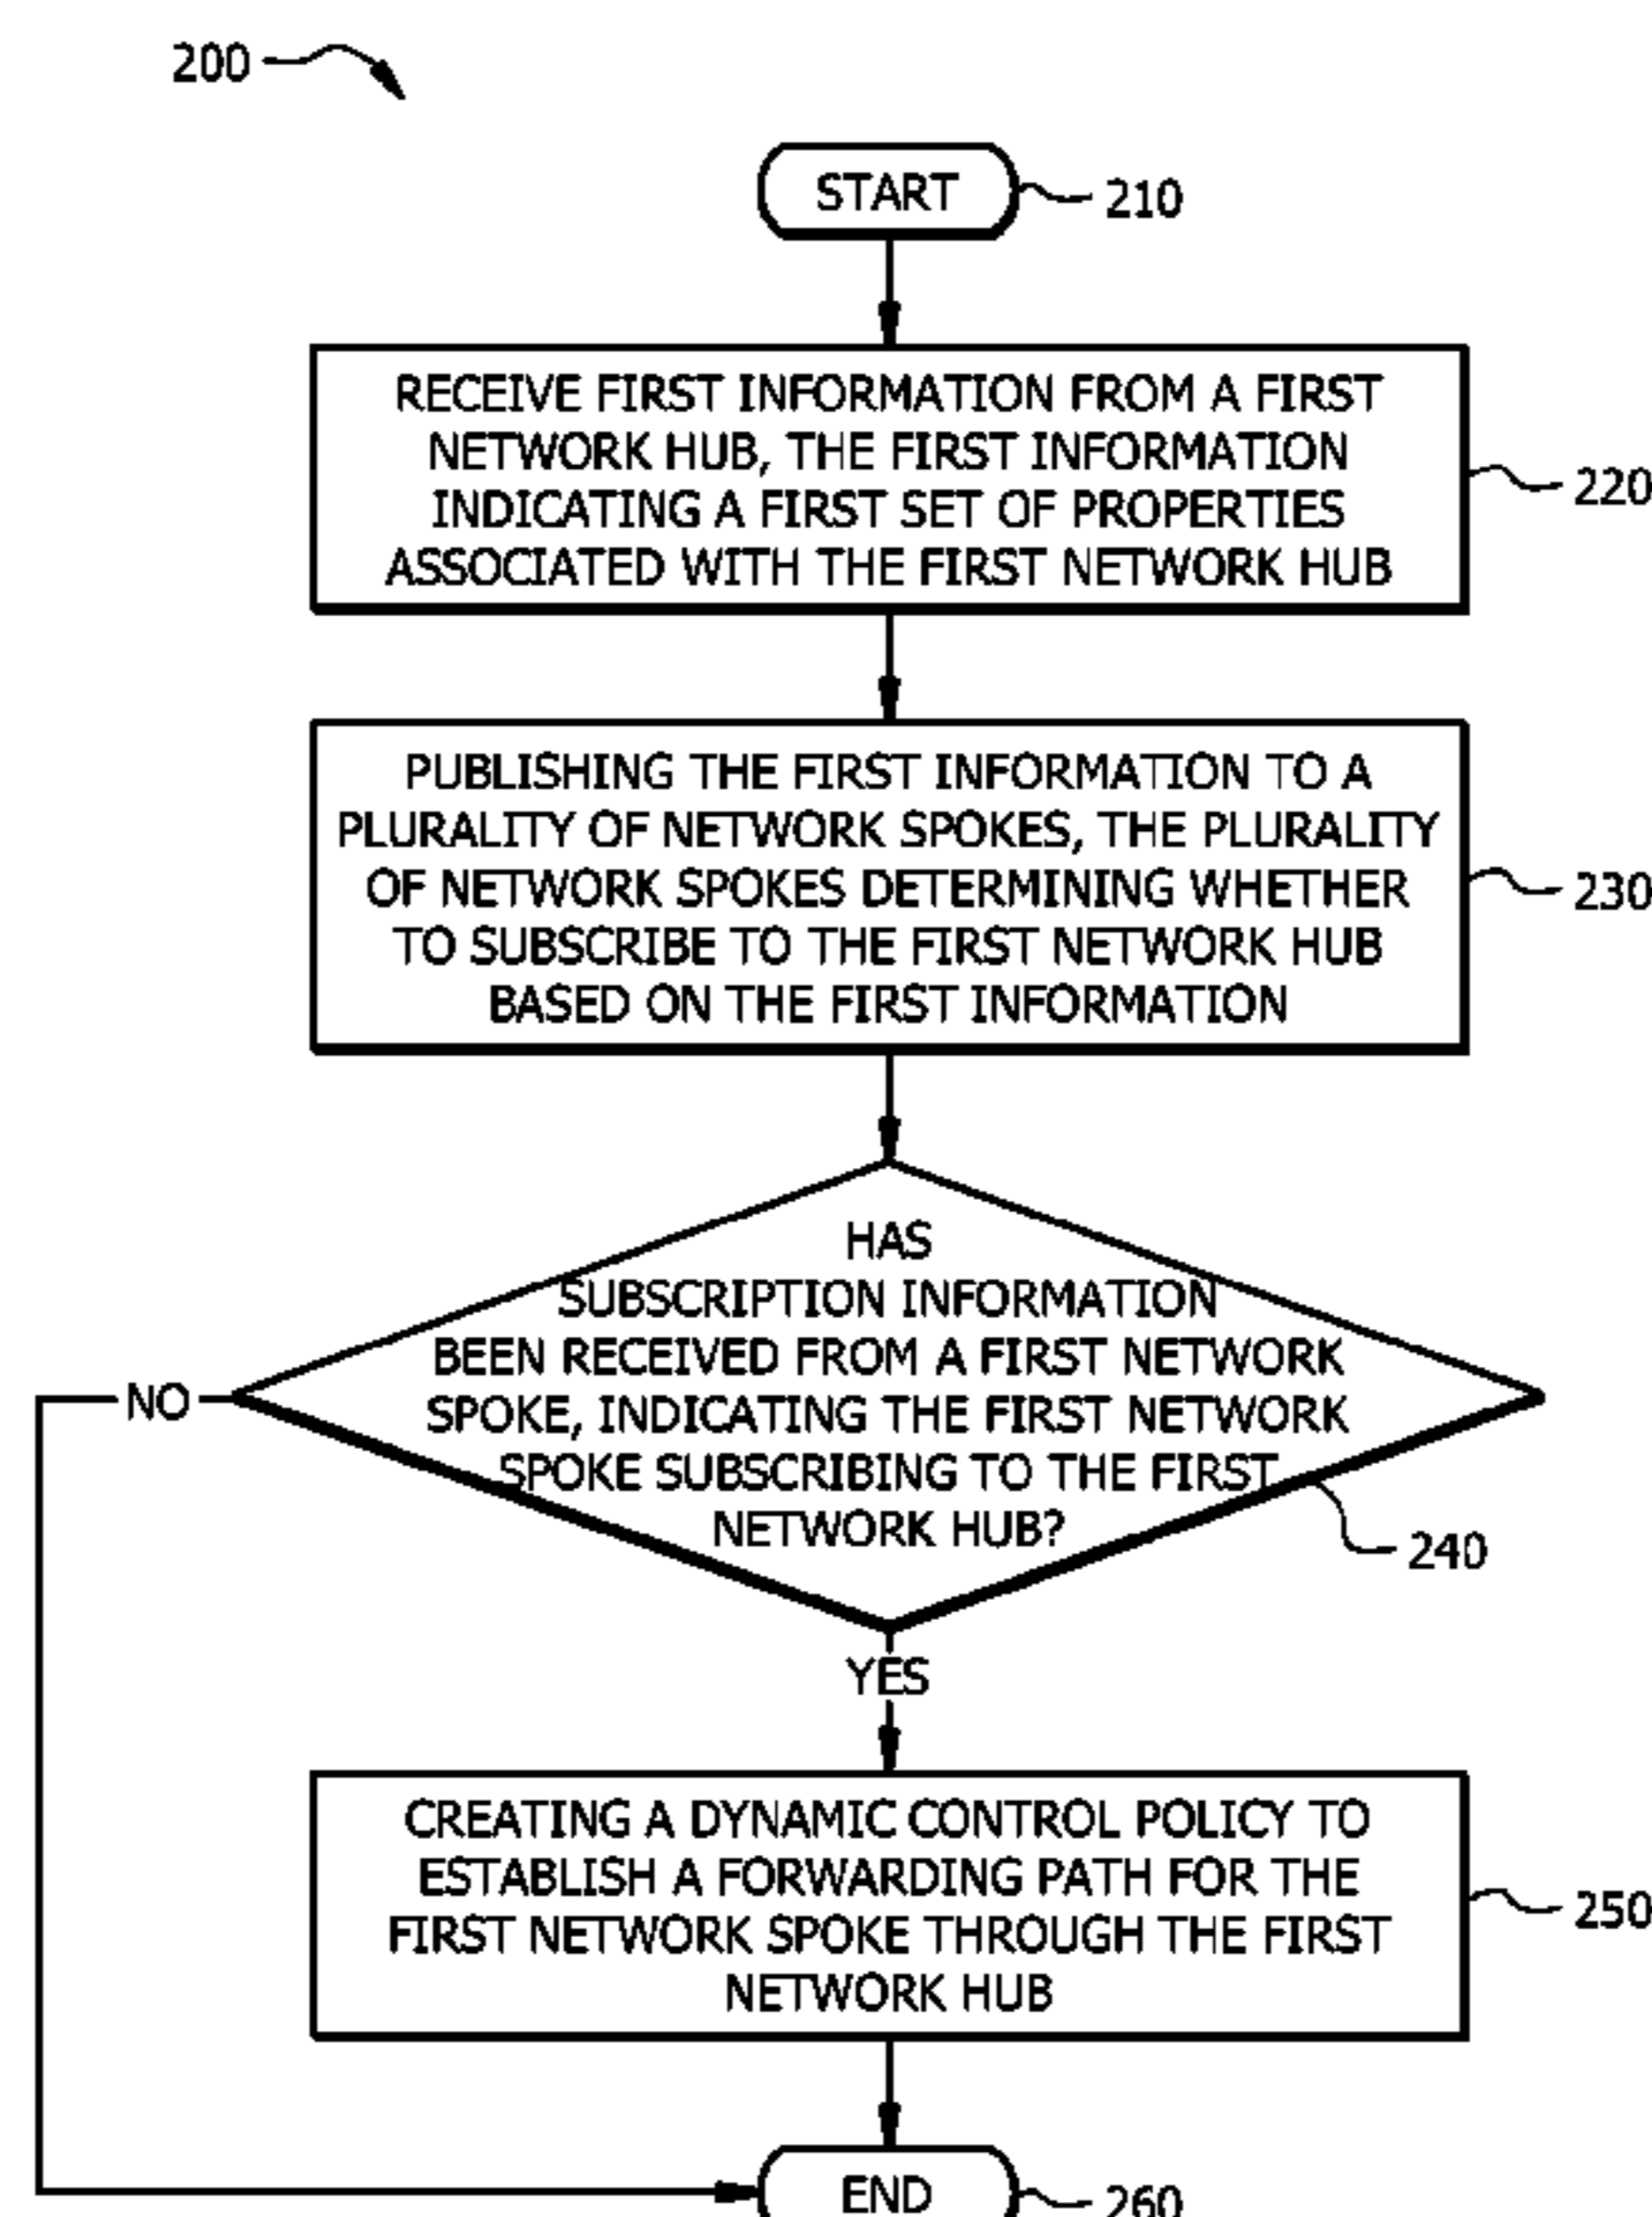 200
START
210
RECEIVE FIRST INFORMATION FROM A FIRST
NETWORK HUB, THE FIRST INFORMATION
INDICATING A FIRST SET OF PROPERTIES
ASSOCIATED WITH THE FIRST NETWORK HUB
220
PUBLISHING THE FIRST INFORMATION TO A
PLURALITY OF NETWORK SPOKES, THE PLURALITY
OF NETWORK SPOKES DETERMINING WHETHER
TO SUBSCRIBE TO THE FIRST NETWORK HUB
BASED ON THE FIRST INFORMATION
230
HAS
SUBSCRIPTION INFORMATION
BEEN RECEIVED FROM A FIRST NETWORK
SPOKE, INDICATING THE FIRST NETWORK
SPOKE SUBSCRIBING TO THE FIRST
NETWORK HUB?
NO
240
YES
CREATING A DYNAMIC CONTROL POLICY TO
ESTABLISH A FORWARDING PATH FOR THE
FIRST NETWORK SPOKE THROUGH THE FIRST
NETWORK HUB
250
END
260